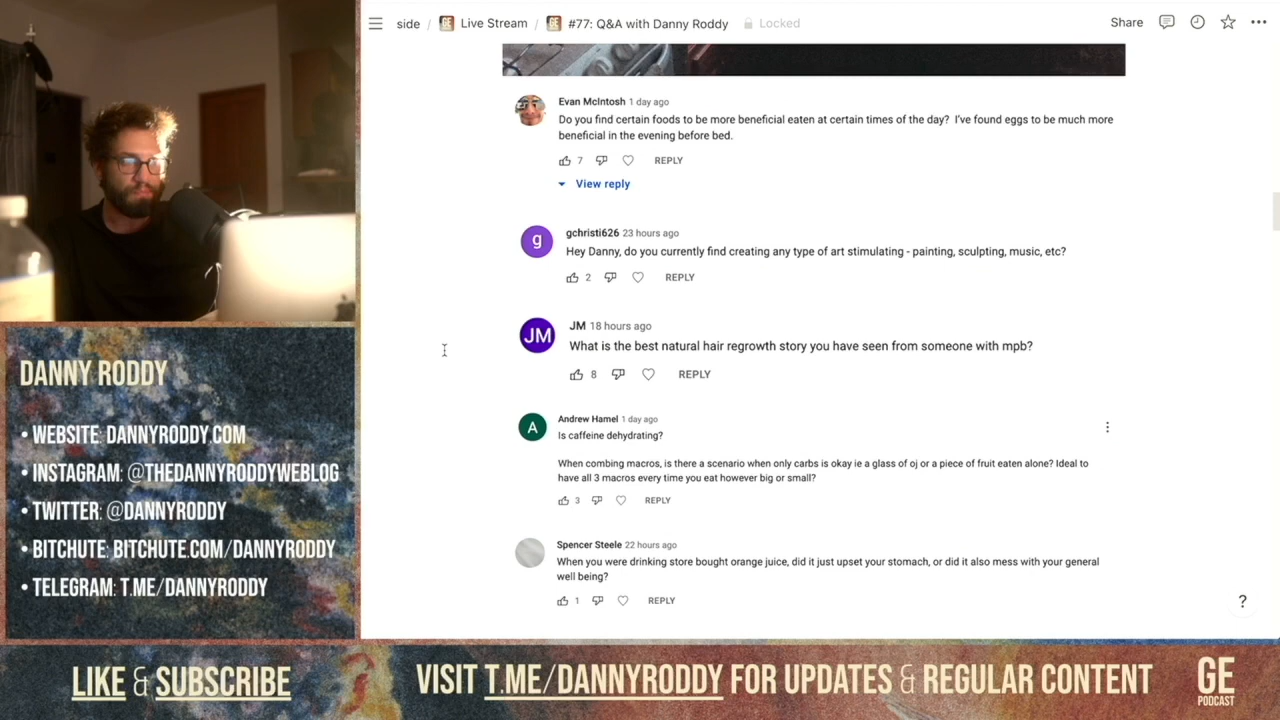 side / GE Live Stream / GE #77: Q&A with Danny Roddy Locked
Share
Evan McIntosh 1 day ago
Do you find certain foods to be more beneficial eaten at certain times of the day? I've found eggs to be much more
beneficial in the evening before bed.
7 REPLY
View reply
g
gchristi626 23 hours ago
Hey Danny, do you currently find creating any type of art stimulating - painting, sculpting, music, etc?
2 REPLY
JM
JM 18 hours ago
What is the best natural hair regrowth story you have seen from someone with mpb?
8 REPLY
A
Andrew Hamel 1 day ago
Is caffeine dehydrating?
When combing macros, is there a scenario when only carbs is okay ie a glass of oj or a piece of fruit eaten alone? Ideal to
have all 3 macros every time you eat however big or small?
3 REPLY
Spencer Steele 22 hours ago
When you were drinking store bought orange juice, did it just upset your stomach, or did it also mess with your general
well being?
1 REPLY
?
DANNY RODDY
• WEBSITE: DANNYRODDY.COM
• INSTAGRAM: @THEDANNYRODDYWEBLOG
• TWITTER: @DANNYRODDY
• BITCHUTE: BITCHUTE.COM/DANNYRODDY
• TELEGRAM: T.ME/DANNYRODDY
LIKE & SUBSCRIBE
VISIT T.ME/DANNYRODDY FOR UPDATES & REGULAR CONTENT
GE
PODCAST